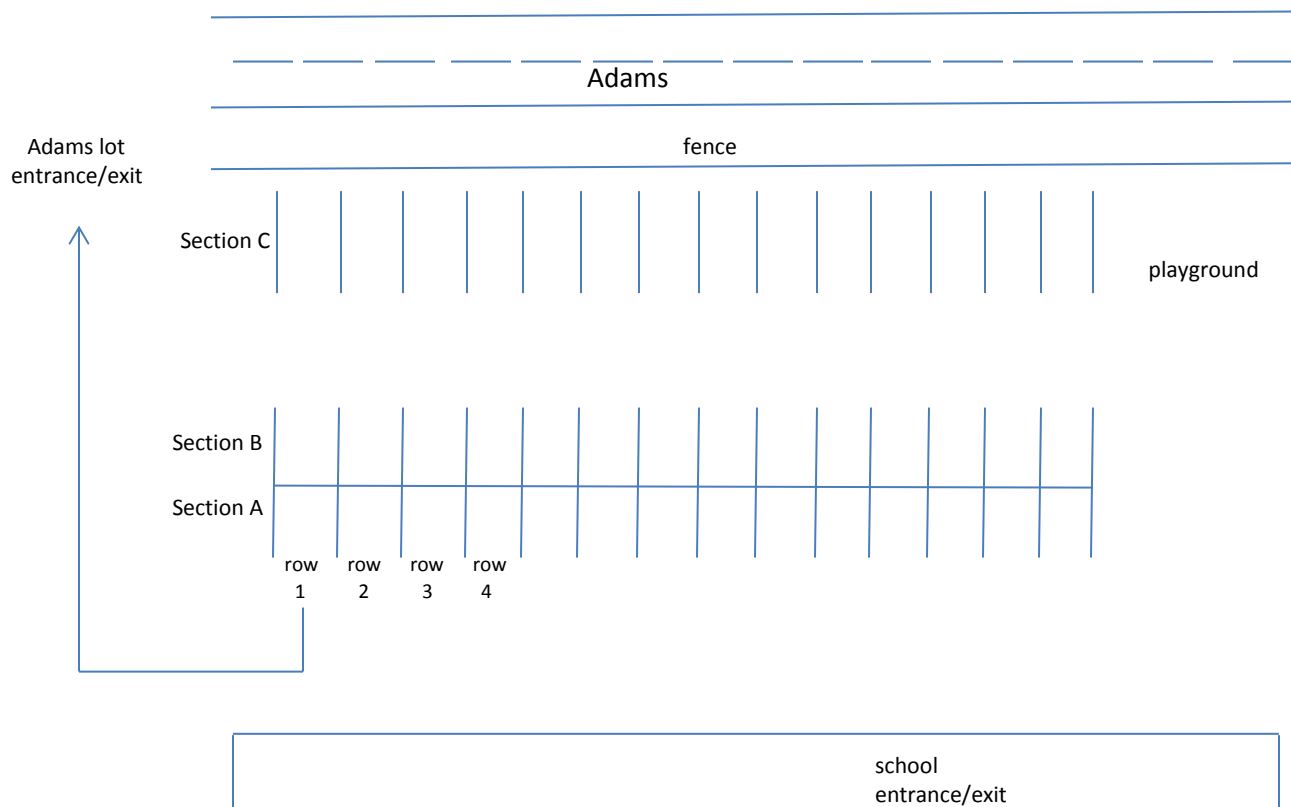 Adams
fence
Adams lot
entrance/exit
Section C
playground
Section B
Section A
row
1
row
2
row
3
row
4
school
entrance/exit